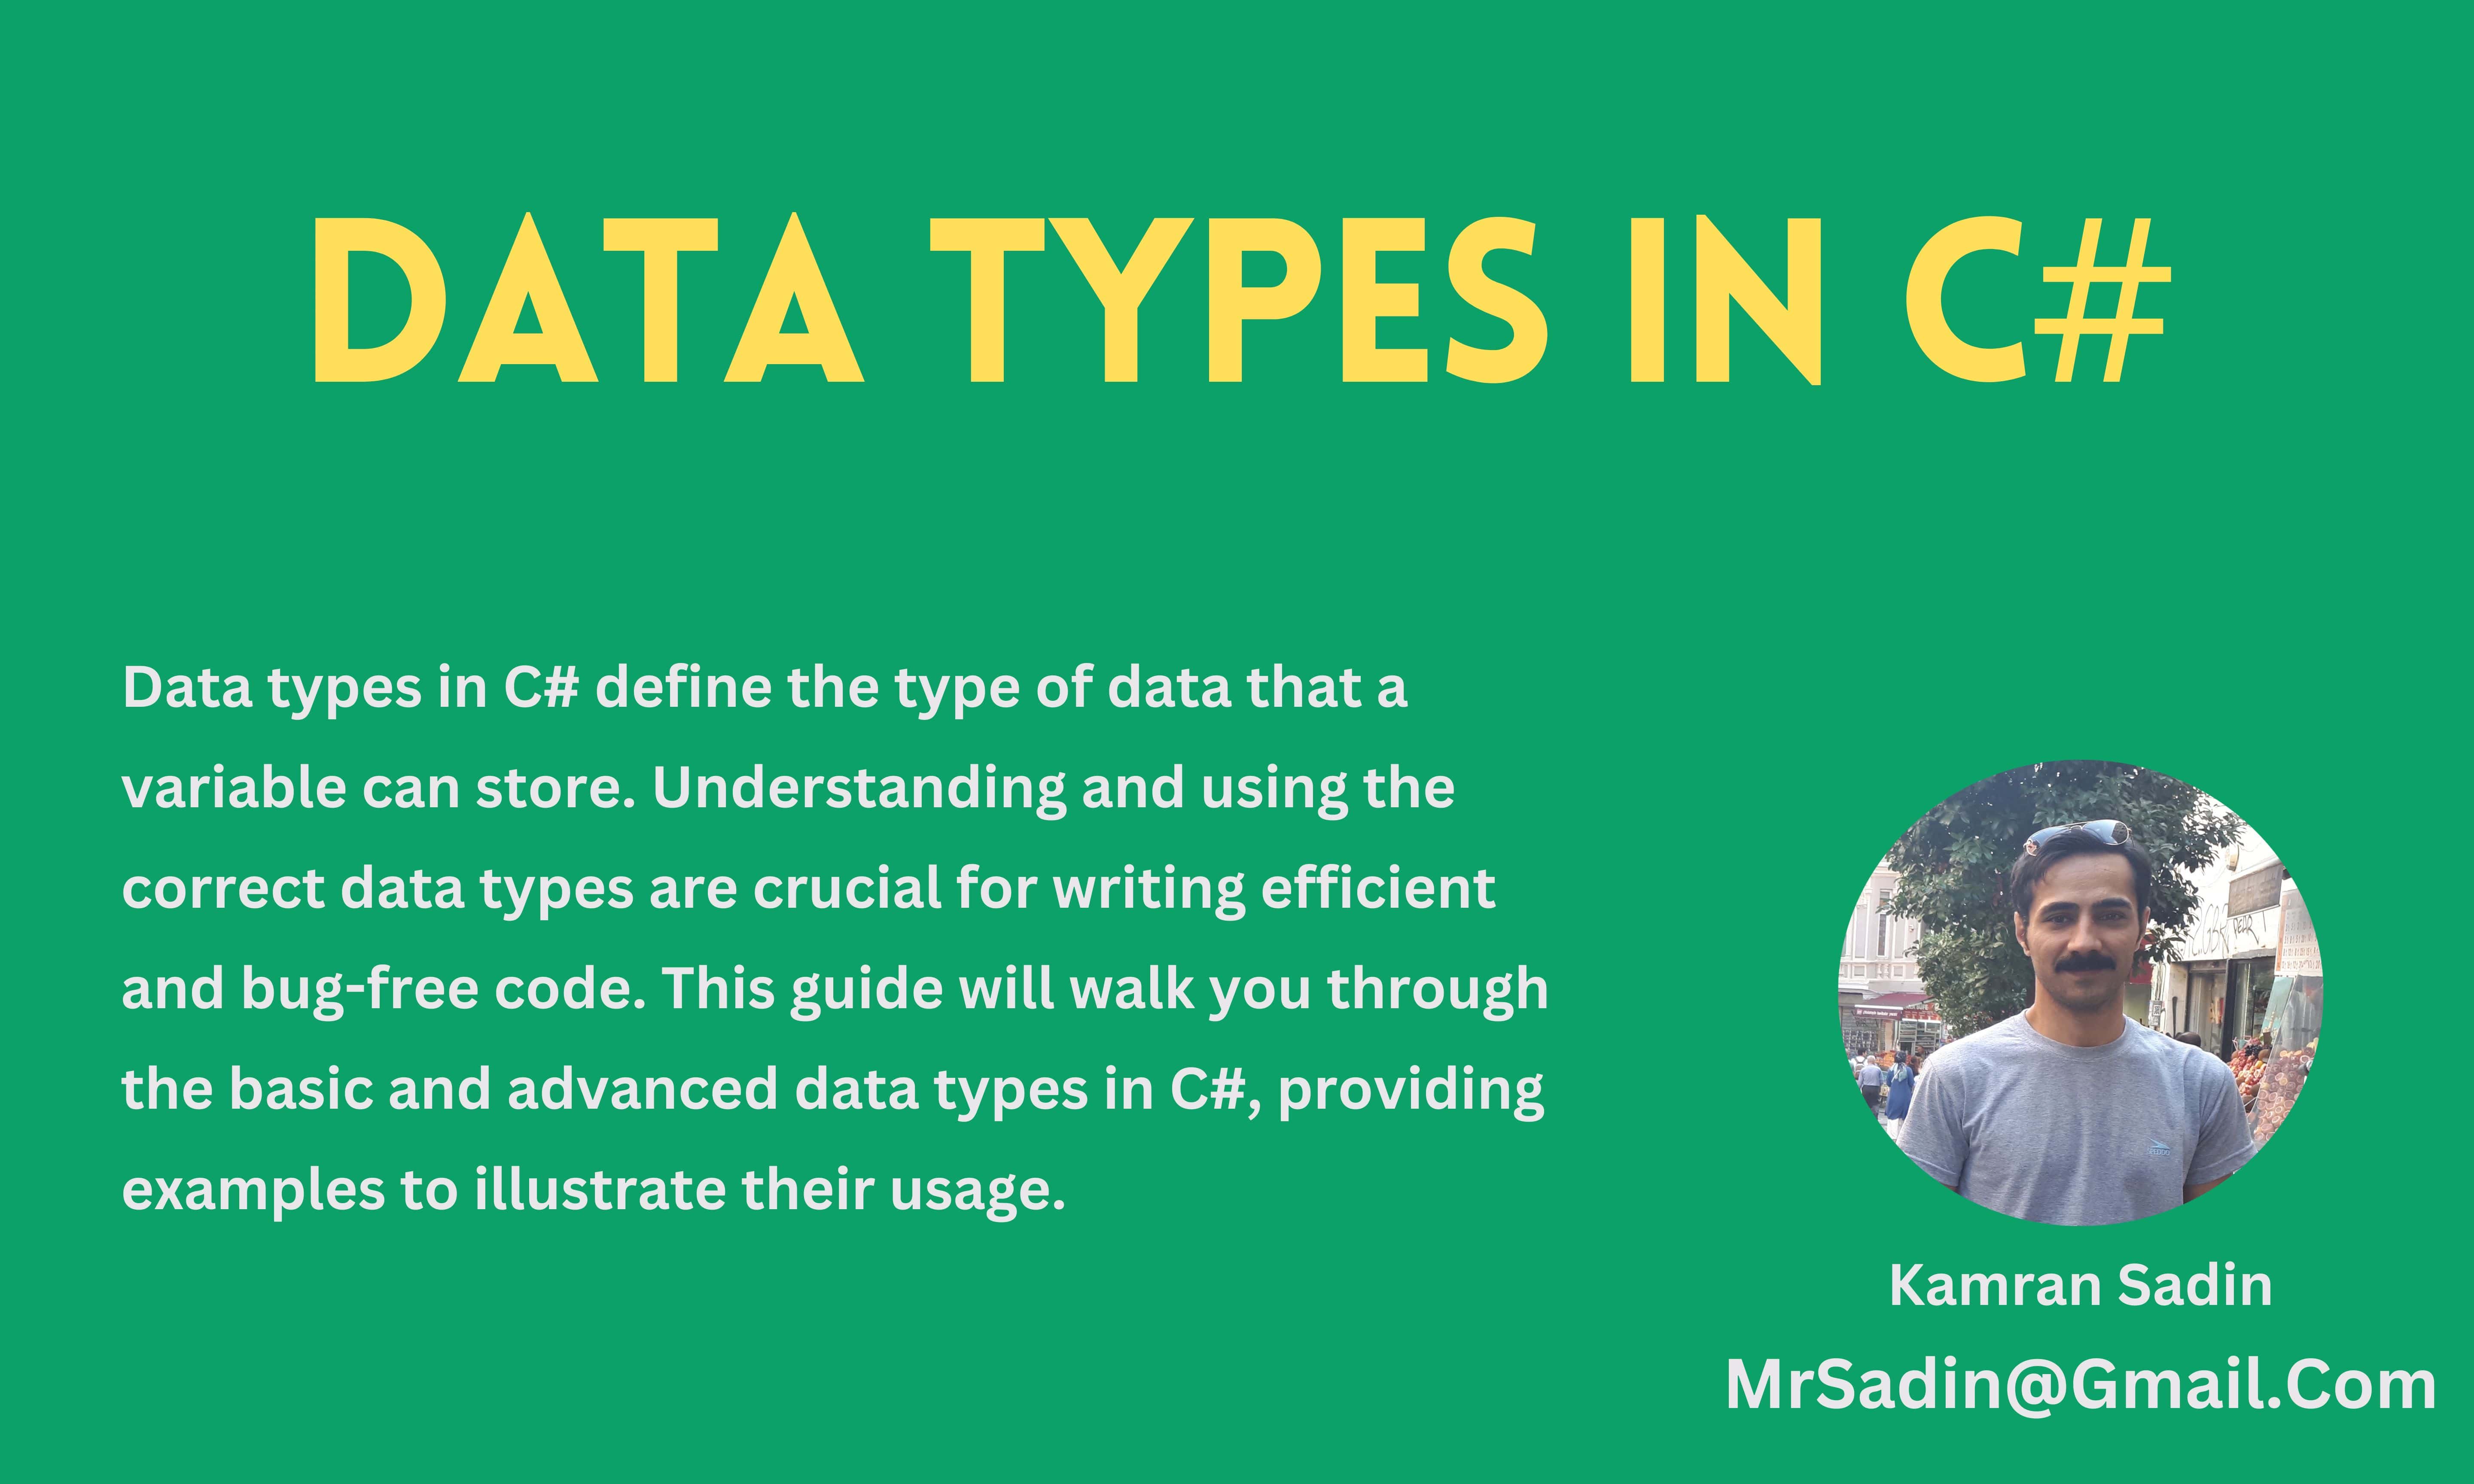 DATA TYPES IN C#
Data types in C# define the type of data that a
variable can store. Understanding and using the
correct data types are crucial for writing efficient
and bug-free code. This guide will walk you through
the basic and advanced data types in C#, providing
examples to illustrate their usage.
Kamran Sadin
MrSadin@Gmail.Com